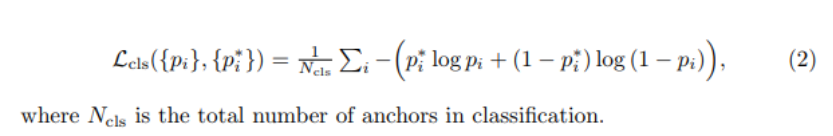 ℒcls({pᵢ}, {pᵢ*}) = 1/Ncls ∑ᵢ −(pᵢ* log pᵢ + (1 − pᵢ*) log (1 − pᵢ)), (2)
where Ncls is the total number of anchors in classification.